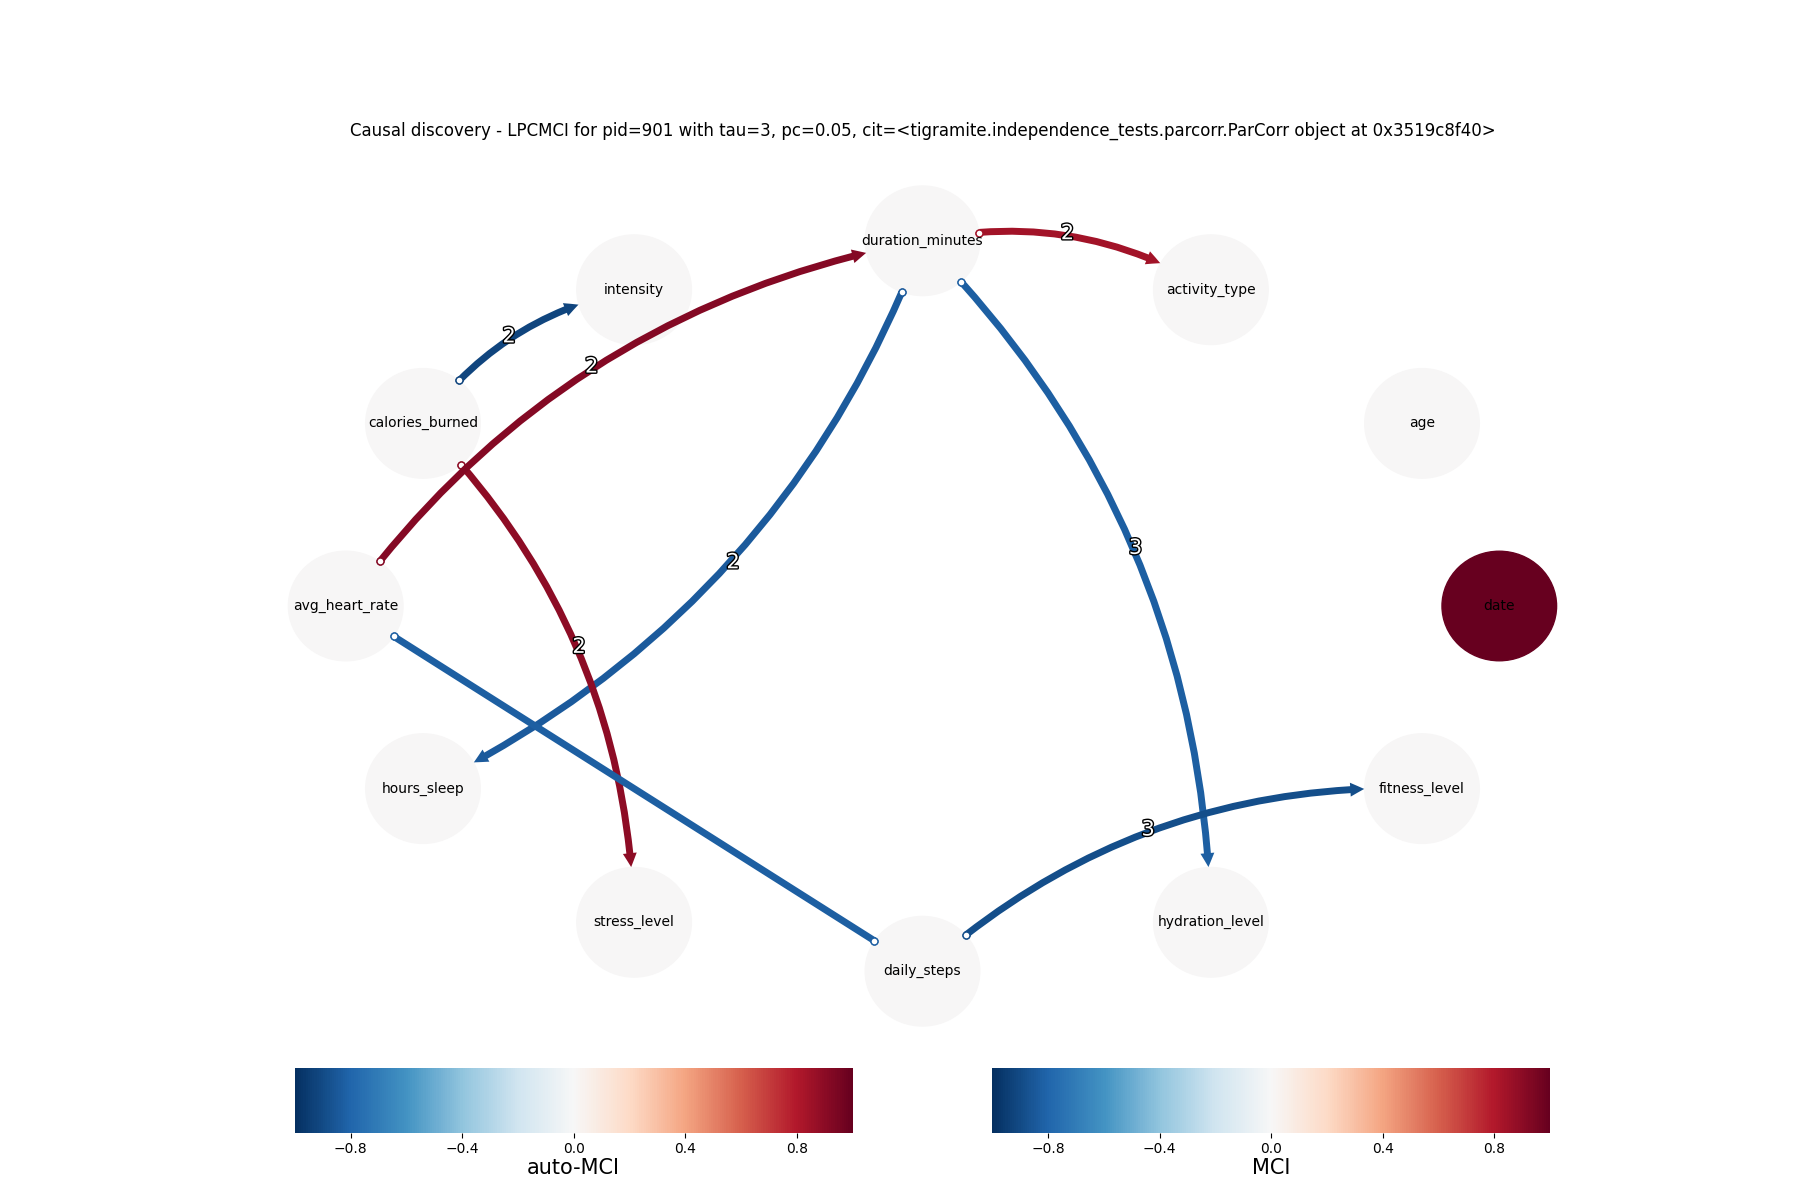 Causal discovery - LPCMCI for pid=901 with tau=3, pc=0.05, cit=<tigramite.independence_tests.parcorr.ParCorr object at 0x3519c8f40>
duration_minutes
2
intensity
activity_type
2
2
calories_burned
age
3
2
avg_heart_rate
date
2
hours_sleep
fitness_level
3
stress_level
hydration_level
daily_steps
−0.8 −0.4 0.0 0.4 0.8
auto-MCI
−0.8 −0.4 0.0 0.4 0.8
MCI